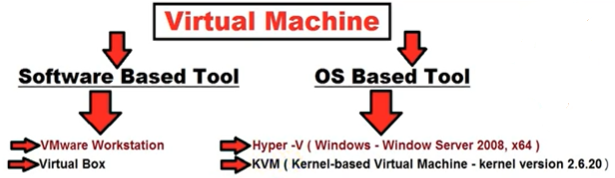 Virtual Machine
Software Based Tool
OS Based Tool
VMware Workstation
Virtual Box
Hyper -V ( Windows - Window Server 2008, x64 )
KVM ( Kernel-based Virtual Machine - kernel version 2.6.20 )